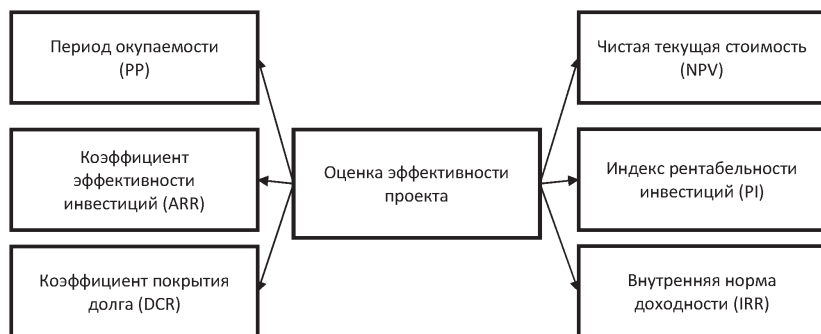 Период окупаемости
(PP)
Коэффициент
эффективности
инвестиций (ARR)
Коэффициент покрытия
долга (DCR)
Оценка эффективности
проекта
Чистая текущая стоимость
(NPV)
Индекс рентабельности
инвестиций (PI)
Внутренняя норма
доходности (IRR)